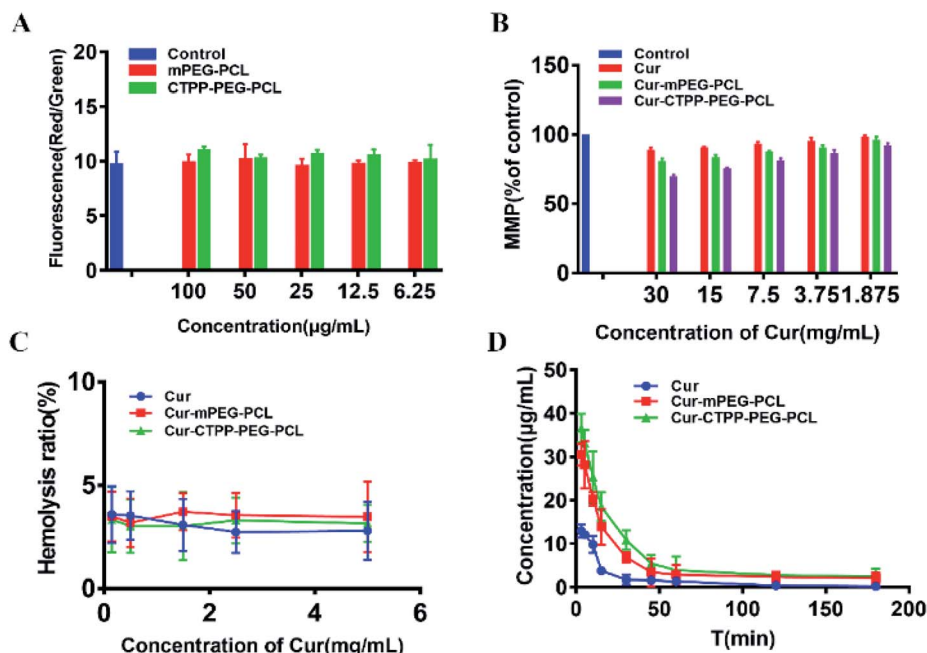 A
Control
mPEG-PCL
CTPP-PEG-PCL
Fluorescence(Red/Green)
20
15
10
5
0
100 50 25 12.5 6.25
Concentration(μg/mL)
B
Control
Cur
Cur-mPEG-PCL
Cur-CTPP-PEG-PCL
MMP(%of control)
150
100
50
0
30 15 7.5 3.75 1.875
Concentration of Cur(mg/mL)
C
Cur
Cur-mPEG-PCL
Cur-CTPP-PEG-PCL
Hemolysis ratio(%)
10
5
0
0 2 4 6
Concentration of Cur(mg/mL)
D
Cur
Cur-mPEG-PCL
Cur-CTPP-PEG-PCL
Concentration(μg/mL)
50
40
30
20
10
0
0 50 100 150 200
T(min)